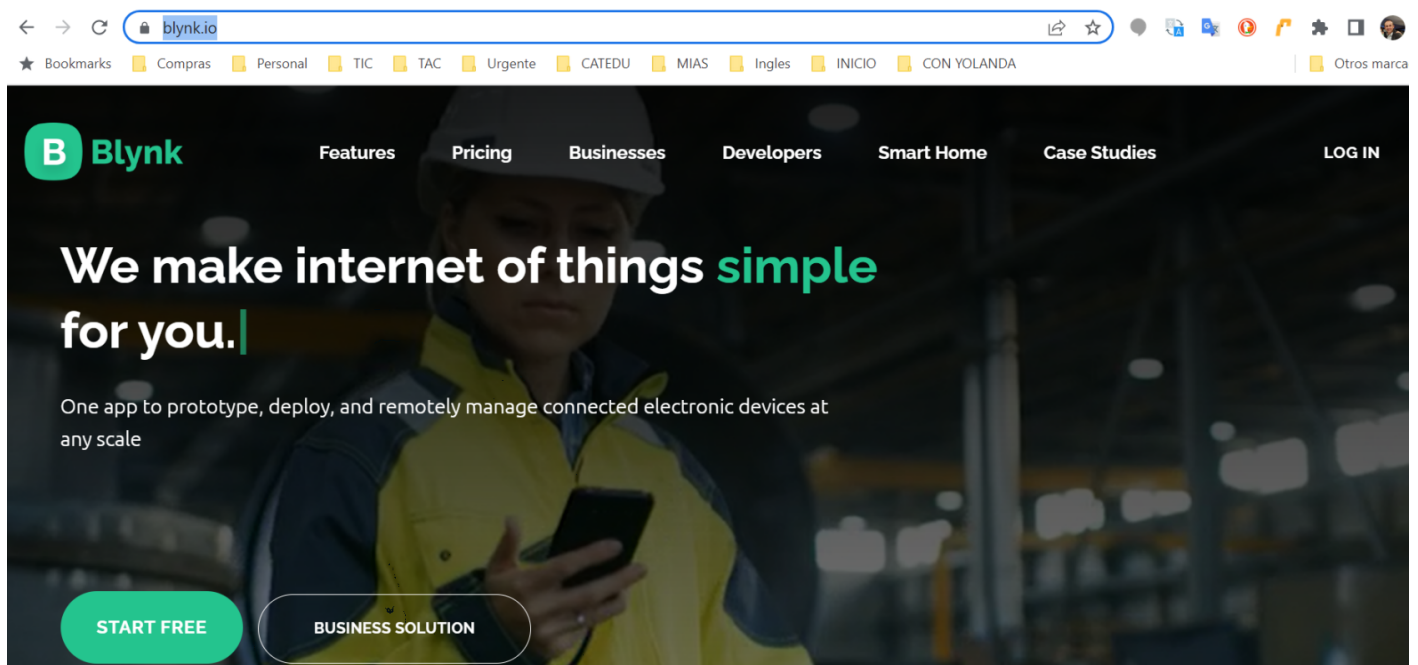 blynk.io
Bookmarks Compras Personal TIC TAC Urgente CATEDU MIAS Ingles INICIO CON YOLANDA Otros marca
B Blynk Features Pricing Businesses Developers Smart Home Case Studies LOG IN
We make internet of things simple
for you.
One app to prototype, deploy, and remotely manage connected electronic devices at
any scale
START FREE BUSINESS SOLUTION